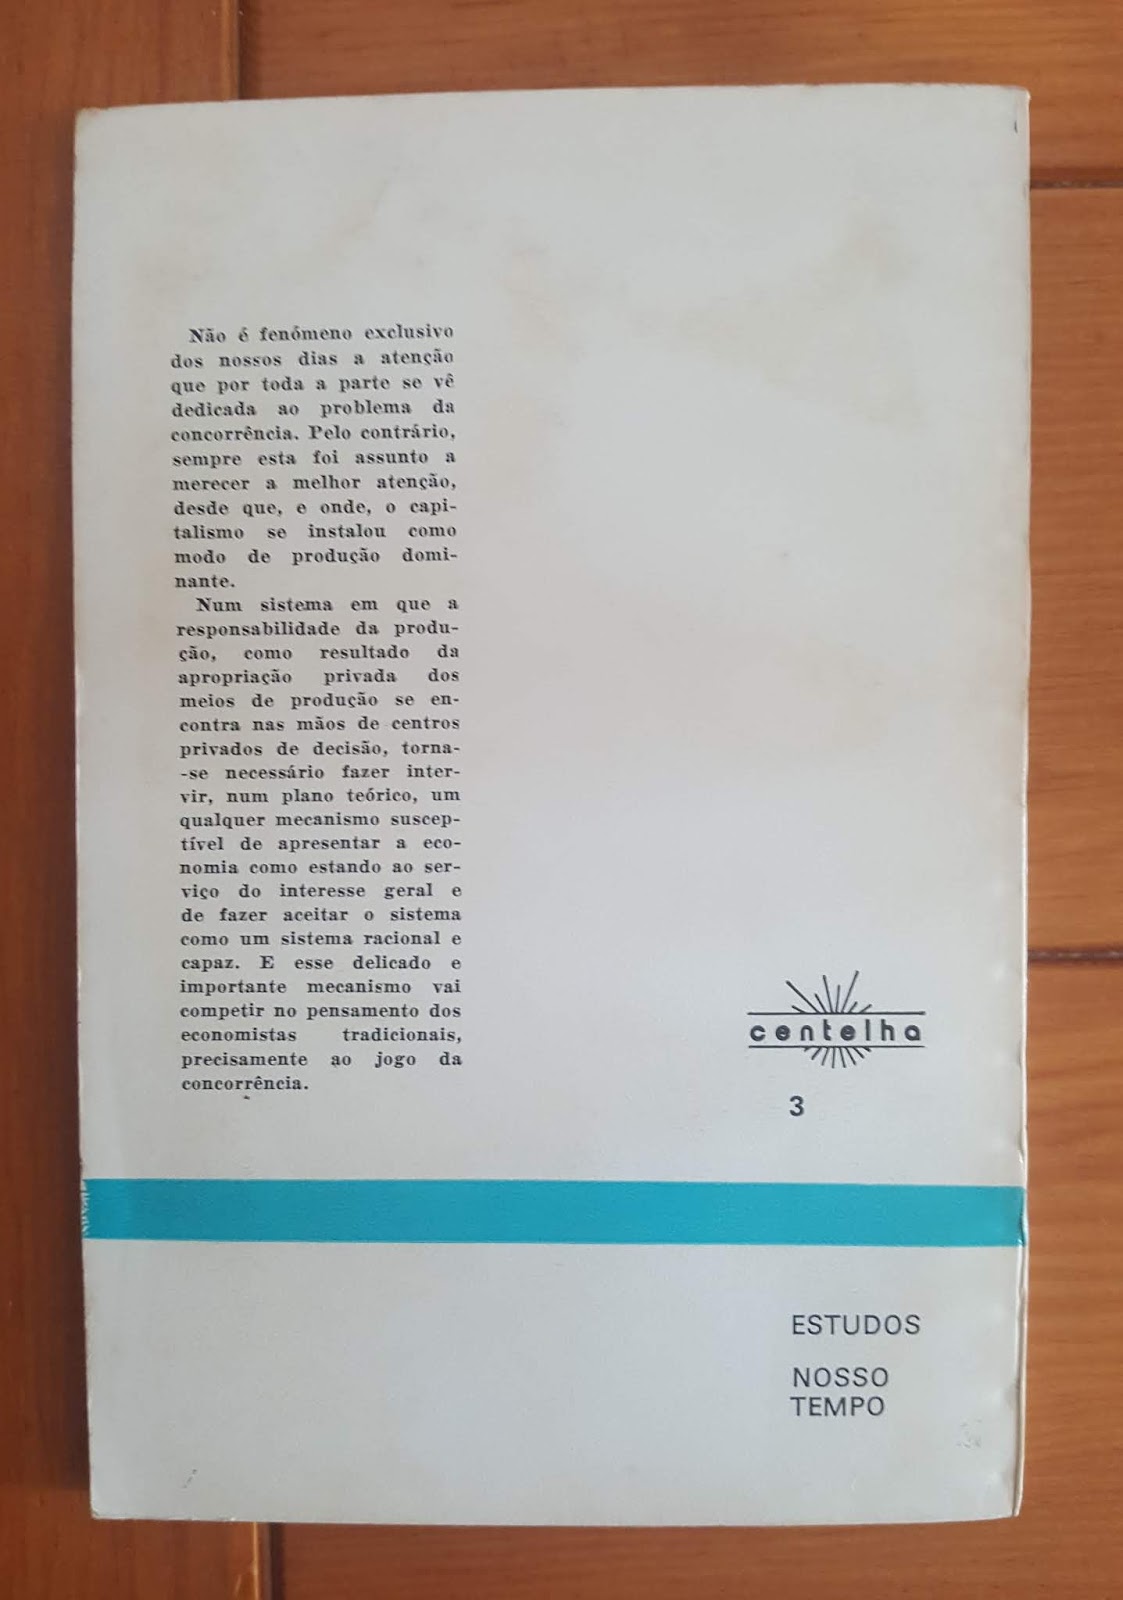 Não é fenómeno exclusivo
dos nossos dias a atenção
que por toda a parte se vê
dedicada ao problema da
concorrência. Pelo contrário,
sempre esta foi assunto a
merecer a melhor atenção,
desde que, e onde, o capi-
talismo se instalou como
modo de produção domi-
nante.
Num sistema em que a
responsabilidade da produ-
ção, como resultado da
apropriação privada dos
meios de produção se en-
contra nas mãos de centros
privados de decisão, torna-
-se necessário fazer inter-
vir, num plano teórico, um
qualquer mecanismo suscep-
tível de apresentar a eco-
nomia como estando ao ser-
viço do interesse geral e
de fazer aceitar o sistema
como um sistema racional e
capaz. E esse delicado e
importante mecanismo vai
competir no pensamento dos
economistas tradicionais,
precisamente ao jogo da
concorrência.
centelha
3
ESTUDOS
NOSSO
TEMPO